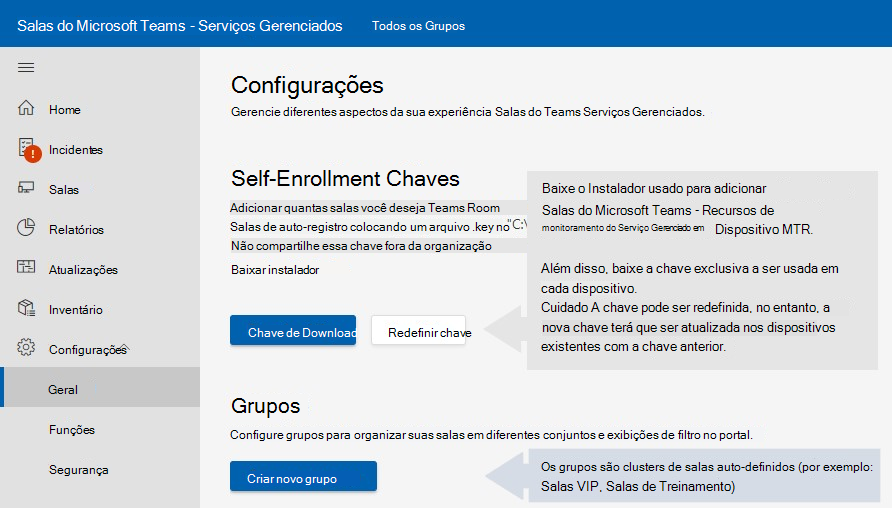 Salas do Microsoft Teams - Serviços Gerenciados
Todos os Grupos
Home
Incidentes
Salas
Relatórios
Atualizações
Inventário
Configurações
Geral
Funções
Segurança
Configurações
Gerencie diferentes aspectos da sua experiência Salas do Teams Serviços Gerenciados.
Self-Enrollment Chaves
Adicionar quantas salas você deseja Teams Room
Salas de auto-registro colocando um arquivo .key no "C:\
Não compartilhe essa chave fora da organização
Baixar instalador
Chave de Download
Redefinir chave
Baixe o Instalador usado para adicionar
Salas do Microsoft Teams - Recursos de
monitoramento do Serviço Gerenciado em Dispositivo MTR.
Além disso, baixe a chave exclusiva a ser usada em
cada dispositivo.
Cuidado A chave pode ser redefinida, no entanto, a
nova chave terá que ser atualizada nos dispositivos
existentes com a chave anterior.
Grupos
Configure grupos para organizar suas salas em diferentes conjuntos e exibições de filtro no portal.
Criar novo grupo
Os grupos são clusters de salas auto-definidos (por exemplo:
Salas VIP, Salas de Treinamento)